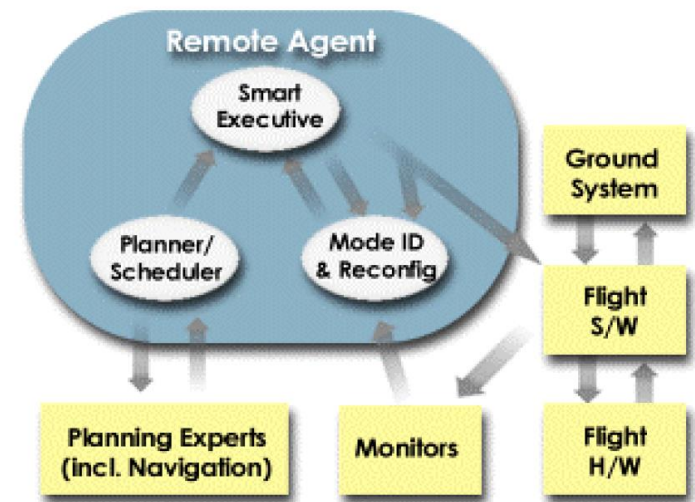 Remote Agent
Smart
Executive
Ground
System
Planner/
Scheduler
Mode ID
& Reconfig
Flight
S/W
Planning Experts
(incl. Navigation)
Monitors
Flight
H/W